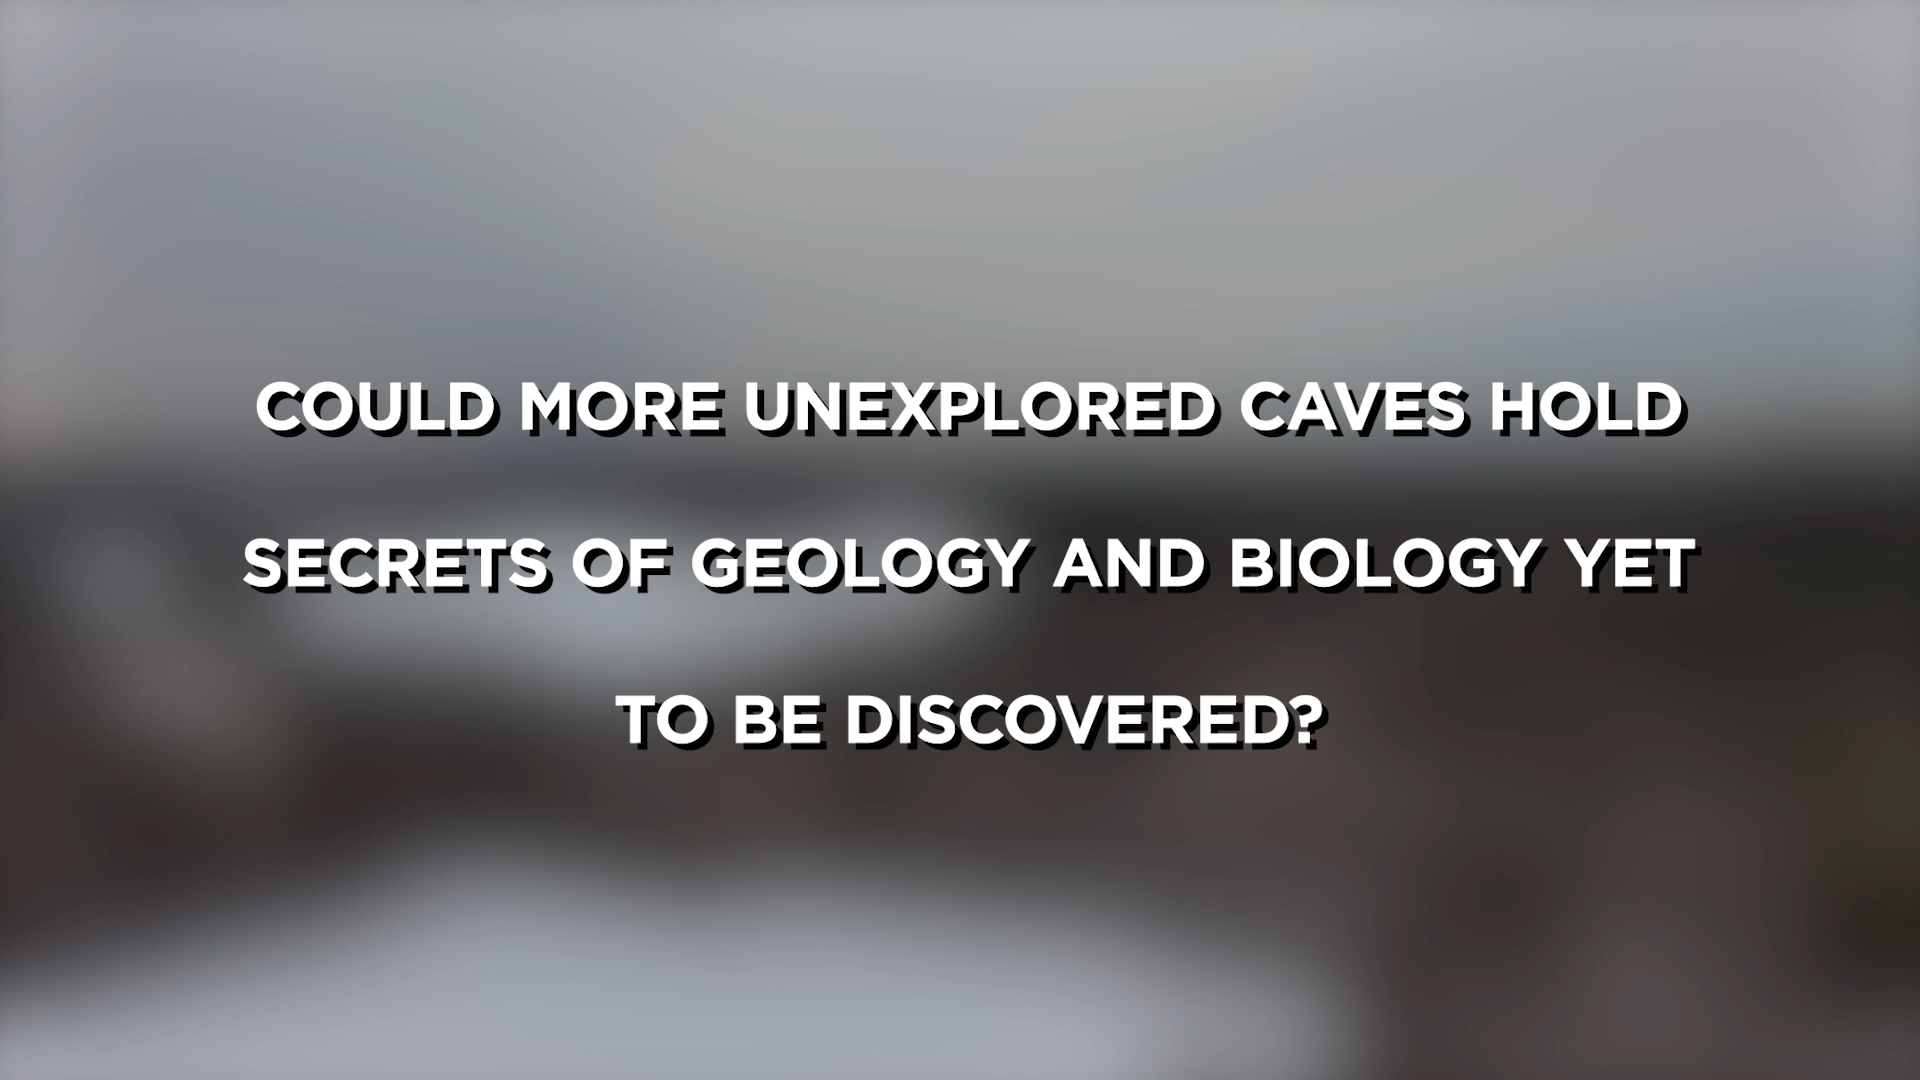 COULD MORE UNEXPLORED CAVES HOLD
SECRETS OF GEOLOGY AND BIOLOGY YET
TO BE DISCOVERED?